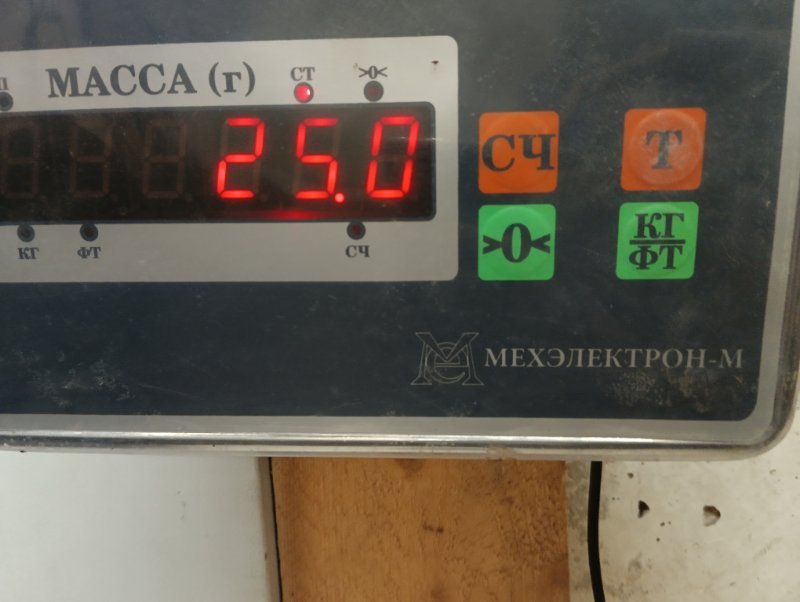 П МАССА (г) СТ >0<
25.0
КГ ФТ СЧ
СЧ Т
>0< КГ/ФТ
МЕХЭЛЕКТРОН-М